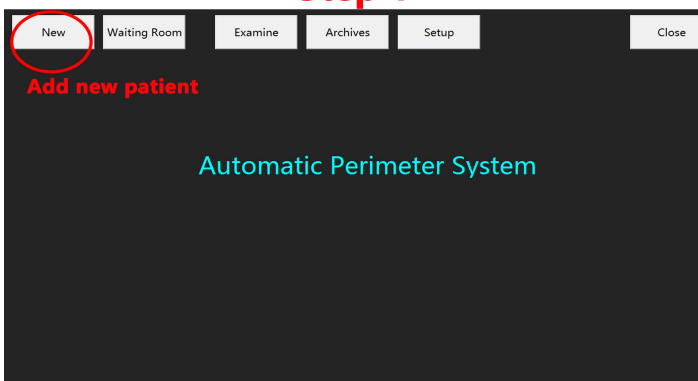 New Waiting Room Examine Archives Setup Close
Add new patient
Automatic Perimeter System